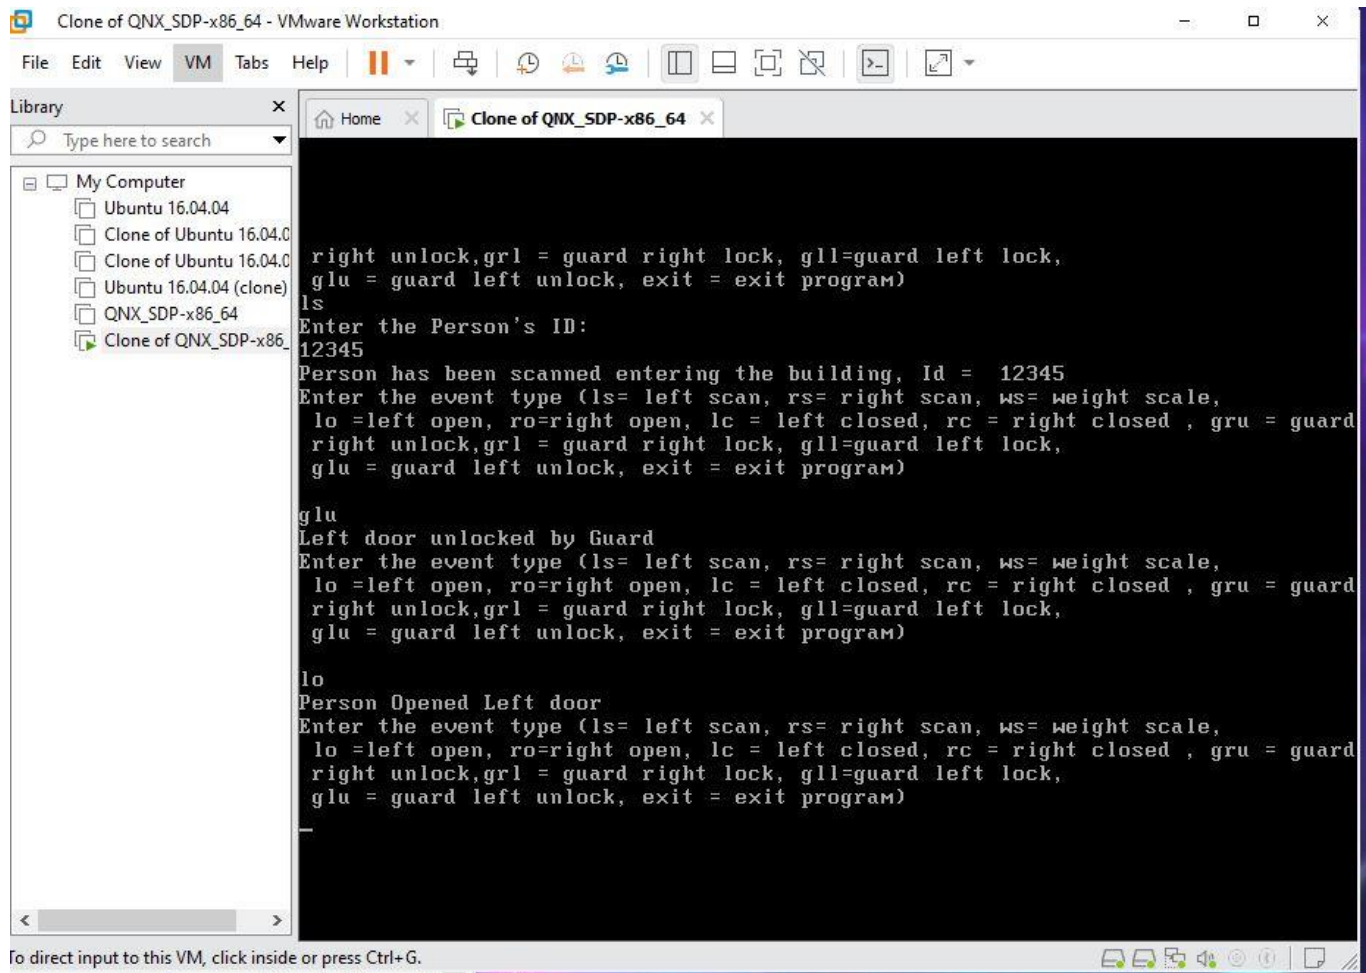 Clone of QNX_SDP-x86_64 - VMware Workstation
File Edit View VM Tabs Help
Library
Home
Clone of QNX_SDP-x86_64
Type here to search
My Computer
Ubuntu 16.04.04
Clone of Ubuntu 16.04.0
Clone of Ubuntu 16.04.0
Ubuntu 16.04.04 (clone)
QNX_SDP-x86_64
Clone of QNX_SDP-x86_
right unlock,grl = guard right lock, gll=guard left lock,
glu = guard left unlock, exit = exit program)
ls
Enter the Person's ID:
12345
Person has been scanned entering the building, Id =  12345
Enter the event type (ls= left scan, rs= right scan, ws= weight scale,
lo =left open, ro=right open, lc = left closed, rc = right closed , gru = guard
right unlock,grl = guard right lock, gll=guard left lock,
glu = guard left unlock, exit = exit program)
glu
Left door unlocked by Guard
Enter the event type (ls= left scan, rs= right scan, ws= weight scale,
lo =left open, ro=right open, lc = left closed, rc = right closed , gru = guard
right unlock,grl = guard right lock, gll=guard left lock,
glu = guard left unlock, exit = exit program)
lo
Person Opened Left door
Enter the event type (ls= left scan, rs= right scan, ws= weight scale,
lo =left open, ro=right open, lc = left closed, rc = right closed , gru = guard
right unlock,grl = guard right lock, gll=guard left lock,
glu = guard left unlock, exit = exit program)
To direct input to this VM, click inside or press Ctrl+G.